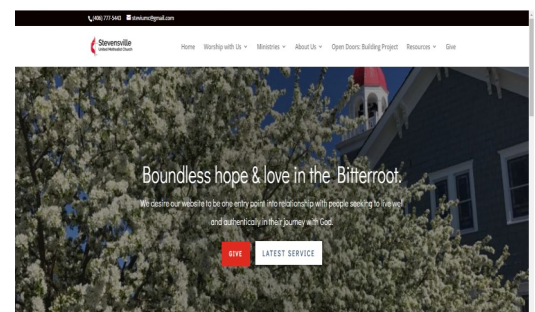 (406) 777-5443 steviumc@gmail.com
Stevensville
United Methodist Church
Home Worship with Us Ministries About Us Open Doors: Building Project Resources Give
Boundless hope & love in the Bitterroot.
We desire our website to be one entry point into relationship with people seeking to live well
and authentically in their journey with God.
GIVE LATEST SERVICE